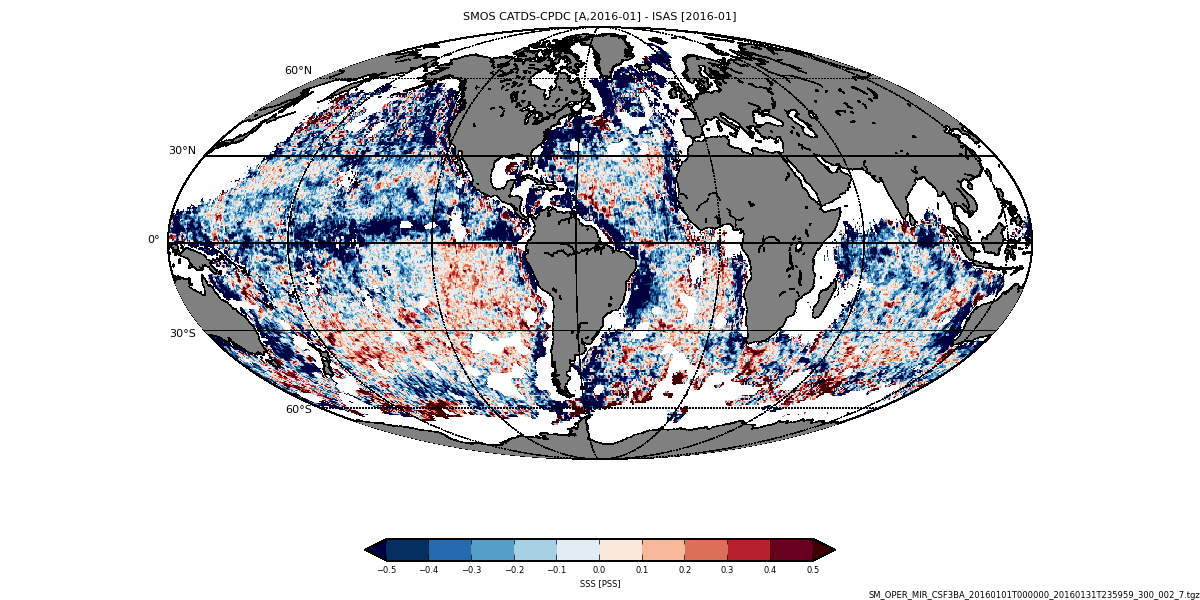 SMOS CATDS-CPDC [A,2016-01] - ISAS [2016-01]
60°N
30°N
0°
30°S
60°S
−0.5 −0.4 −0.3 −0.2 −0.1 0.0 0.1 0.2 0.3 0.4 0.5
SSS [PSS]
SM_OPER_MIR_CSF3BA_20160101T000000_20160131T235959_300_002_7.tgz